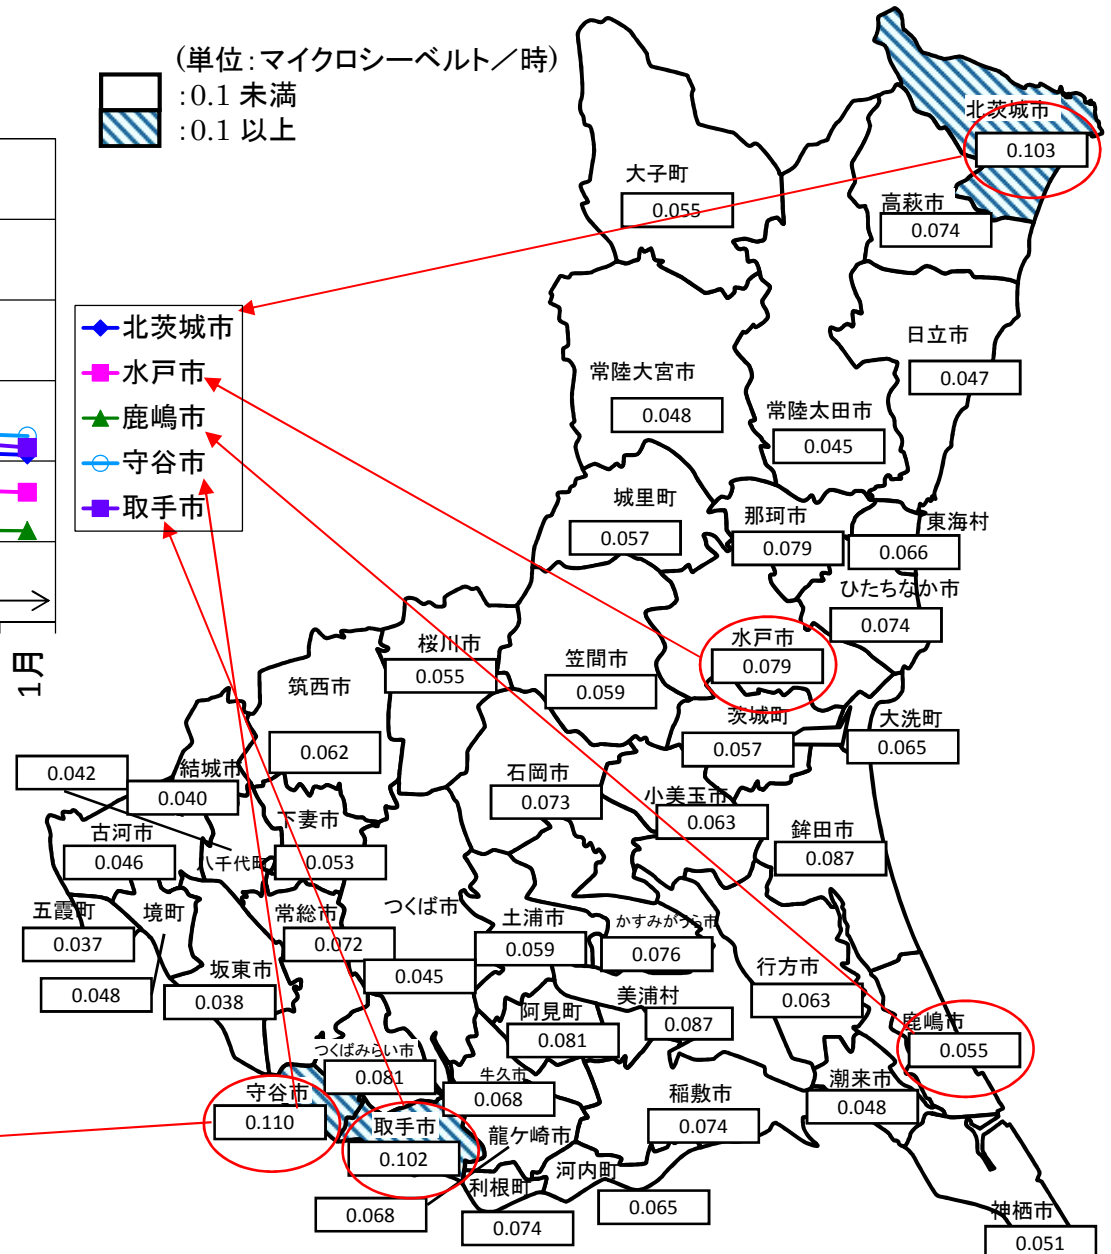 (単位:マイクロシーベルト／時)
:0.1 未満
:0.1 以上
北茨城市
0.103
大子町
0.055
高萩市
0.074
北茨城市
水戸市
鹿嶋市
守谷市
取手市
日立市
0.047
常陸大宮市
0.048
常陸太田市
0.045
城里町
0.057
那珂市
0.079
東海村
0.066
ひたちなか市
0.074
1月
桜川市
0.055
笠間市
0.059
水戸市
0.079
筑西市
0.062
茨城町
0.057
大洗町
0.065
0.042
結城市
0.040
石岡市
0.073
小美玉市
0.063
古河市
0.046
八千代町
下妻市
0.053
鉾田市
0.087
五霞町
0.037
境町
0.048
常総市
0.072
つくば市
0.045
土浦市
0.059
かすみがうら市
0.076
坂東市
0.038
行方市
0.063
阿見町
0.081
美浦村
0.087
鹿嶋市
0.055
つくばみらい市
0.081
牛久市
0.068
稲敷市
0.074
潮来市
0.048
守谷市
0.110
取手市
0.102
龍ケ崎市
0.068
利根町
0.074
河内町
0.065
神栖市
0.051